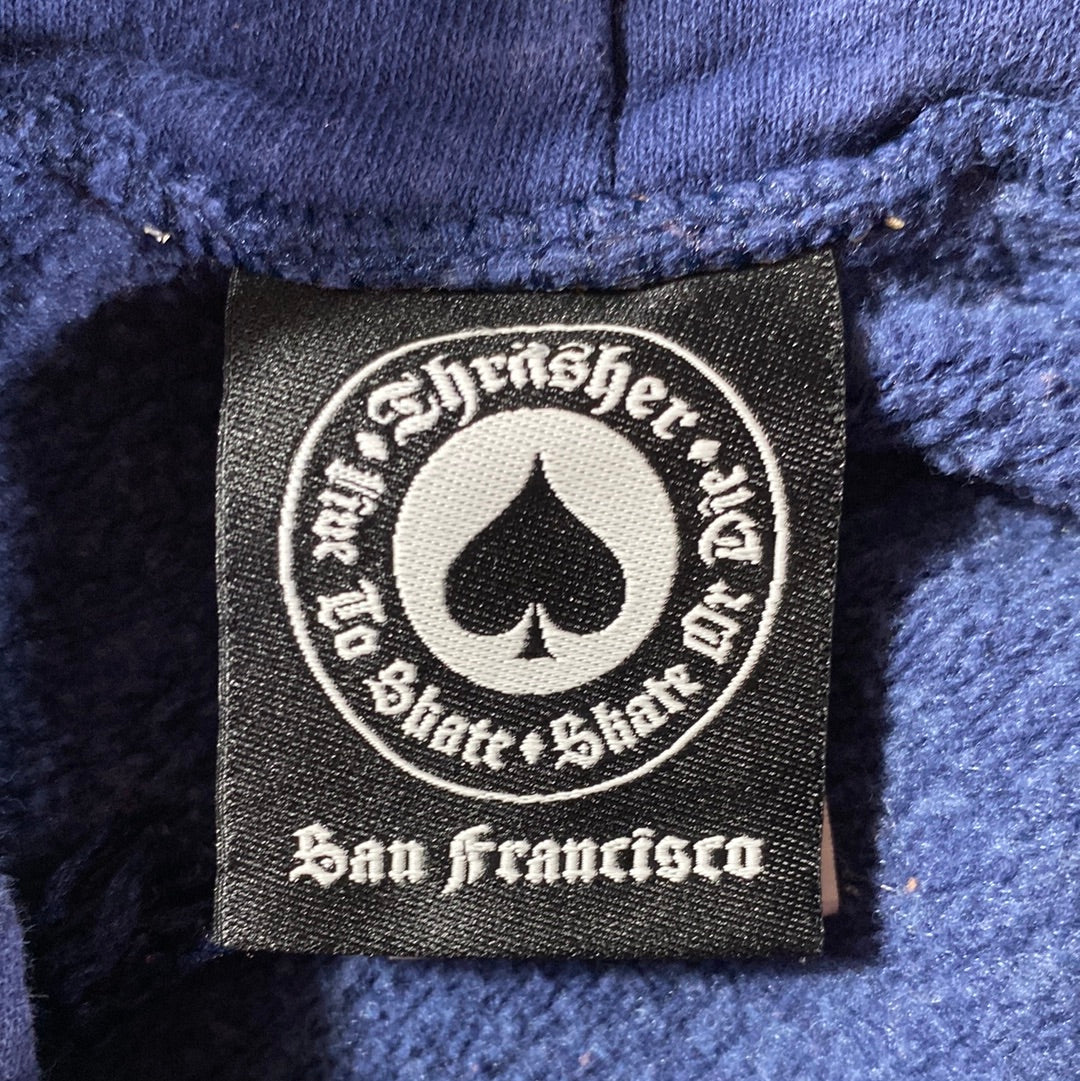 Thrasher
Live To Skate • Skate Or Die
San Francisco